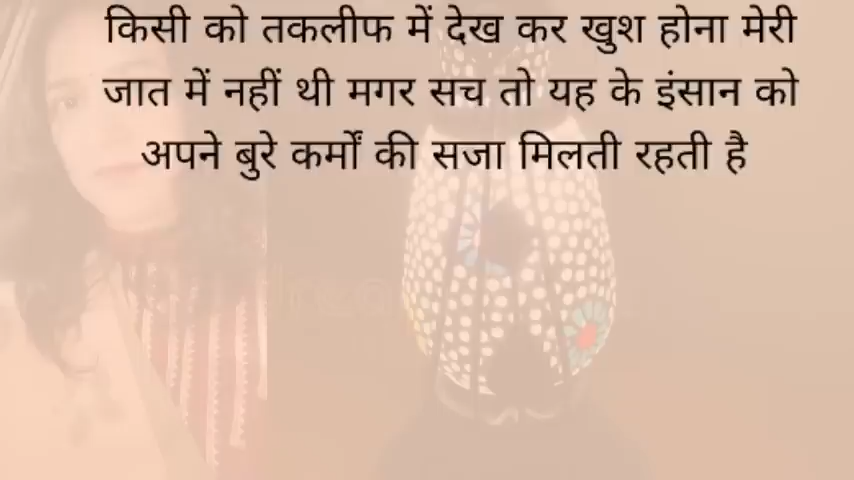 किसी को तकलीफ में देख कर खुश होना मेरी
जात में नहीं थी मगर सच तो यह के इंसान को
अपने बुरे कर्मों की सजा मिलती रहती है